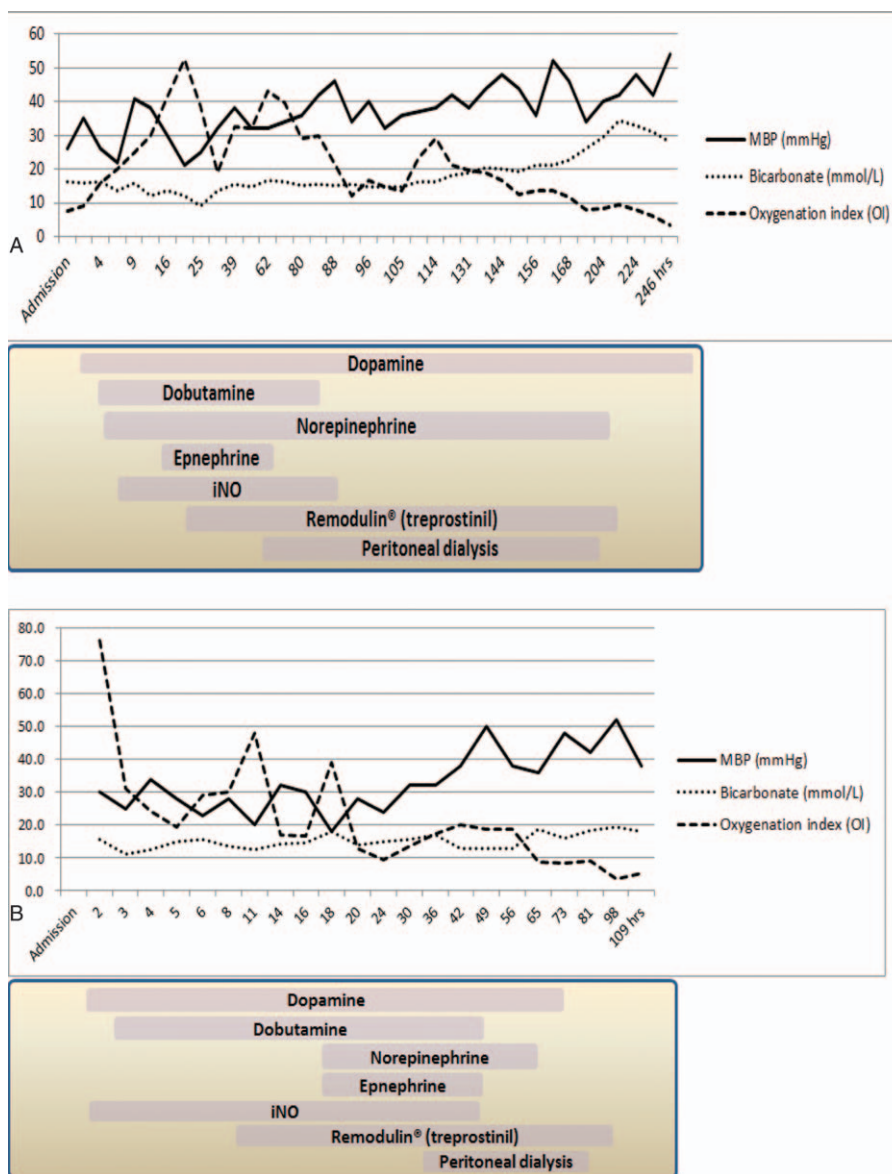 60
50
40
30
20
10
0
A
Admission 4 9 16 25 39 62 80 88 96 105 114 131 144 156 168 204 224 246 hrs
MBP (mmHg)
Bicarbonate (mmol/L)
Oxygenation index (OI)
Dopamine
Dobutamine
Norepinephrine
Epnephrine
iNO
Remodulin® (treprostinil)
Peritoneal dialysis
80.0
70.0
60.0
50.0
40.0
30.0
20.0
10.0
0.0
B
Admission 2 3 4 5 6 8 11 14 16 18 20 24 30 36 42 49 56 65 73 81 98 109 hrs
MBP (mmHg)
Bicarbonate (mmol/L)
Oxygenation index (OI)
Dopamine
Dobutamine
Norepinephrine
Epnephrine
iNO
Remodulin® (treprostinil)
Peritoneal dialysis